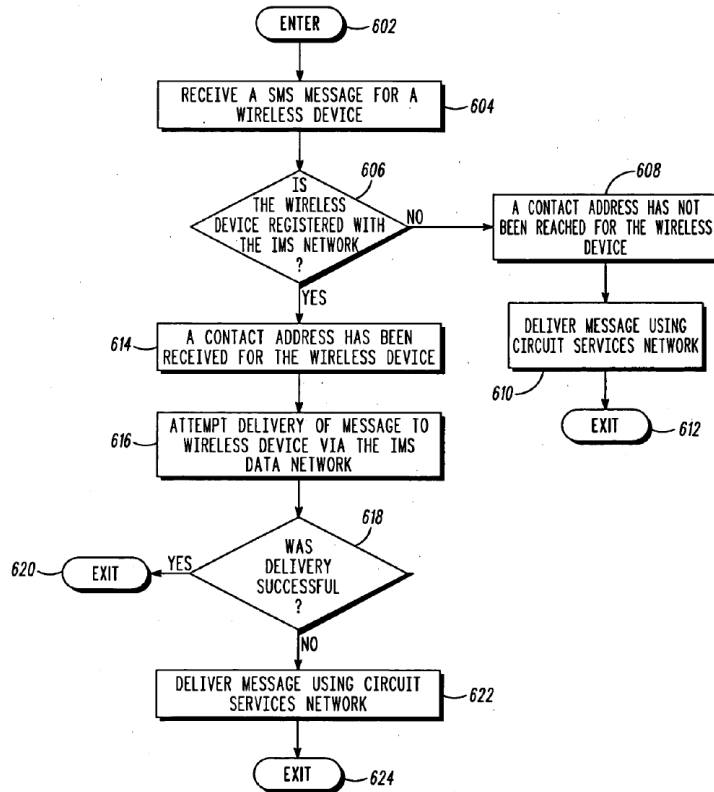 ENTER
602
RECEIVE A SMS MESSAGE FOR A
WIRELESS DEVICE
604
IS
THE WIRELESS
DEVICE REGISTERED WITH
THE IMS NETWORK
?
606
NO
YES
608
A CONTACT ADDRESS HAS NOT
BEEN REACHED FOR THE WIRELESS
DEVICE
DELIVER MESSAGE USING
CIRCUIT SERVICES NETWORK
610
EXIT
612
614
A CONTACT ADDRESS HAS BEEN
RECEIVED FOR THE WIRELESS DEVICE
616
ATTEMPT DELIVERY OF MESSAGE TO
WIRELESS DEVICE VIA THE IMS
DATA NETWORK
618
WAS
DELIVERY
SUCCESSFUL
?
YES
620
EXIT
NO
DELIVER MESSAGE USING CIRCUIT
SERVICES NETWORK
622
EXIT
624